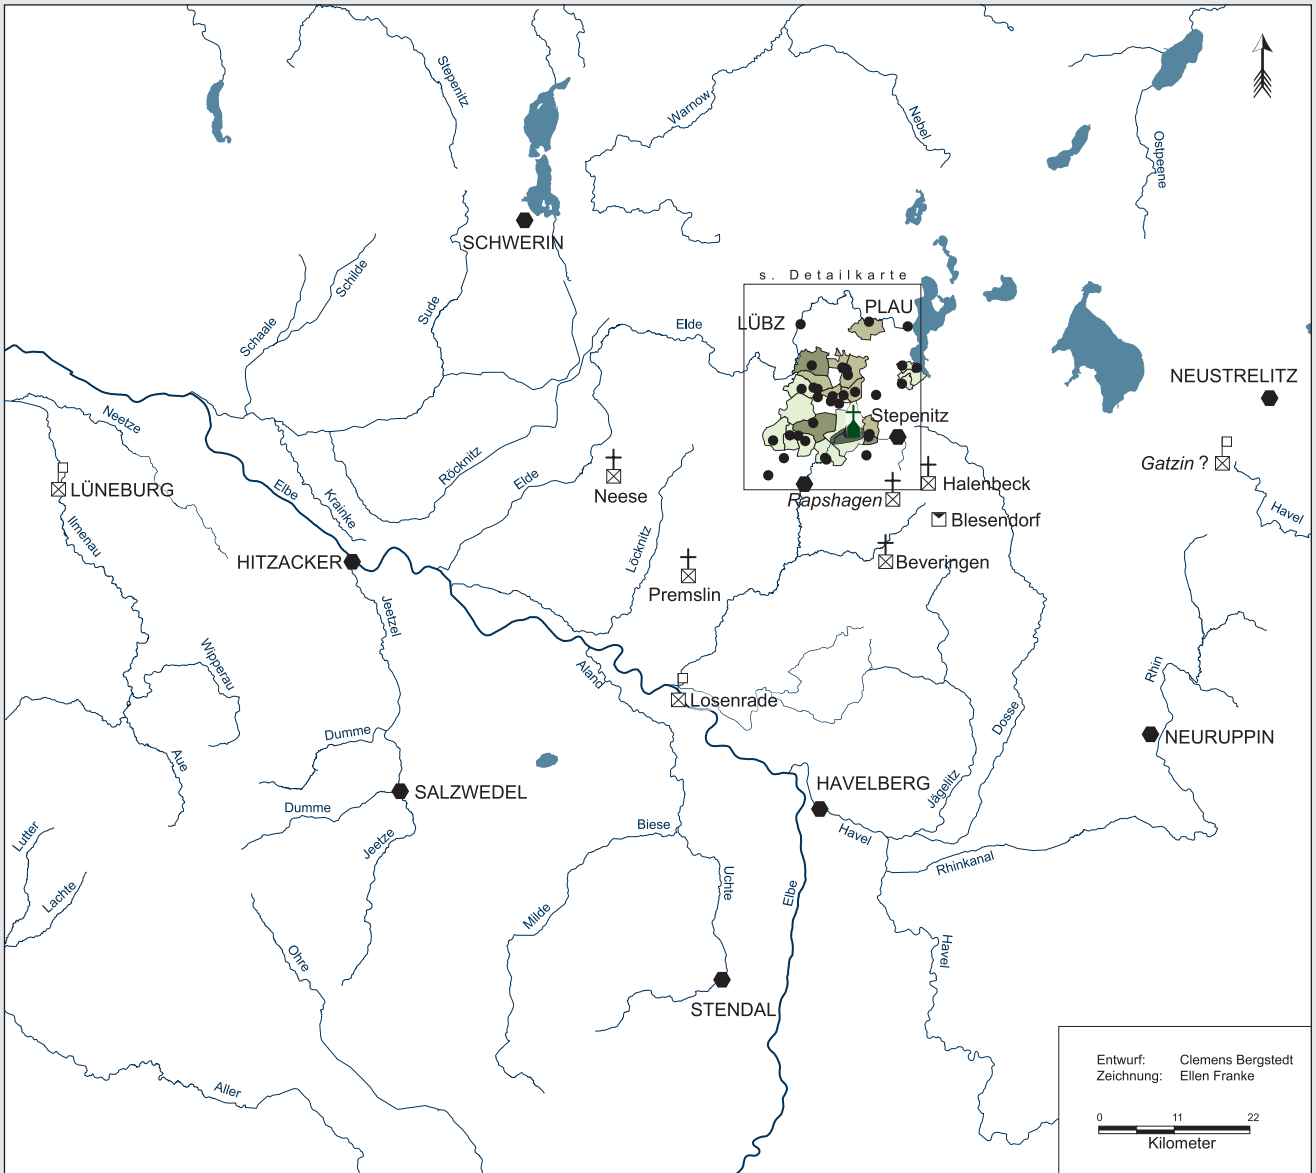 Stepenitz
Warnow
Nebel
Ostpeene
SCHWERIN
Schilde
Schaale
Sude
s. Detailkarte
PLAU
LÜBZ
Elde
NEUSTRELITZ
Neetze
Stepenitz
Röcknitz
Elde
Neese
Gatzin ?
LÜNEBURG
Elbe
Krainke
Halenbeck
Rapshagen
Havel
Blesendorf
Ilmenau
Löcknitz
HITZACKER
Beveringen
Premslin
Jeetzel
Wipperau
Aland
Rhin
Losenrade
Dosse
Dumme
NEURUPPIN
Aue
HAVELBERG
Jägelitz
SALZWEDEL
Dumme
Biese
Havel
Lutter
Jeetze
Rhinkanal
Lachte
Uchte
Elbe
Milde
Ohre
Havel
STENDAL
Aller
Entwurf: Clemens Bergstedt
Zeichnung: Ellen Franke
0 11 22
Kilometer